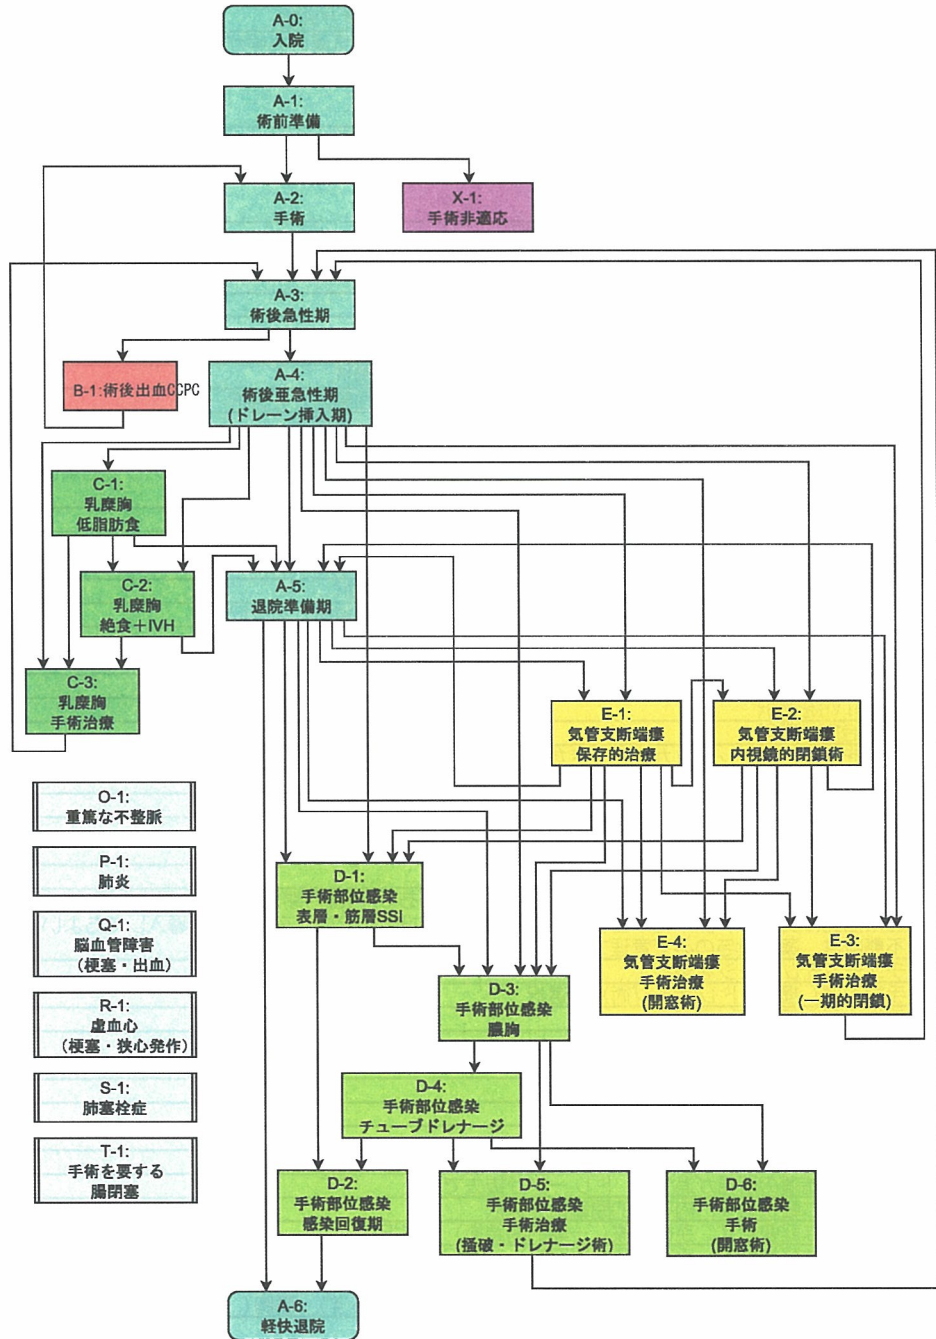 A-0:
入院
A-1:
術前準備
A-2:
手術
X-1:
手術非適応
A-3:
術後急性期
B-1:術後出血CCPC
A-4:
術後亜急性期
(ドレーン挿入期)
C-1:
乳糜胸
低脂肪食
C-2:
乳糜胸
絶食+IVH
A-5:
退院準備期
C-3:
乳糜胸
手術治療
E-1:
気管支断端瘻
保存的治療
E-2:
気管支断端瘻
内視鏡的閉鎖術
O-1:
重篤な不整脈
P-1:
肺炎
Q-1:
脳血管障害
(梗塞・出血)
R-1:
虚血心
(梗塞・狭心発作)
S-1:
肺塞栓症
T-1:
手術を要する
腸閉塞
D-1:
手術部位感染
表層・筋層SSI
E-4:
気管支断端瘻
手術治療
(開窓術)
E-3:
気管支断端瘻
手術治療
(一期的閉鎖)
D-3:
手術部位感染
膿胸
D-4:
手術部位感染
チューブドレナージ
D-2:
手術部位感染
感染回復期
D-5:
手術部位感染
手術治療
(掻破・ドレナージ術)
D-6:
手術部位感染
手術
(開窓術)
A-6:
軽快退院